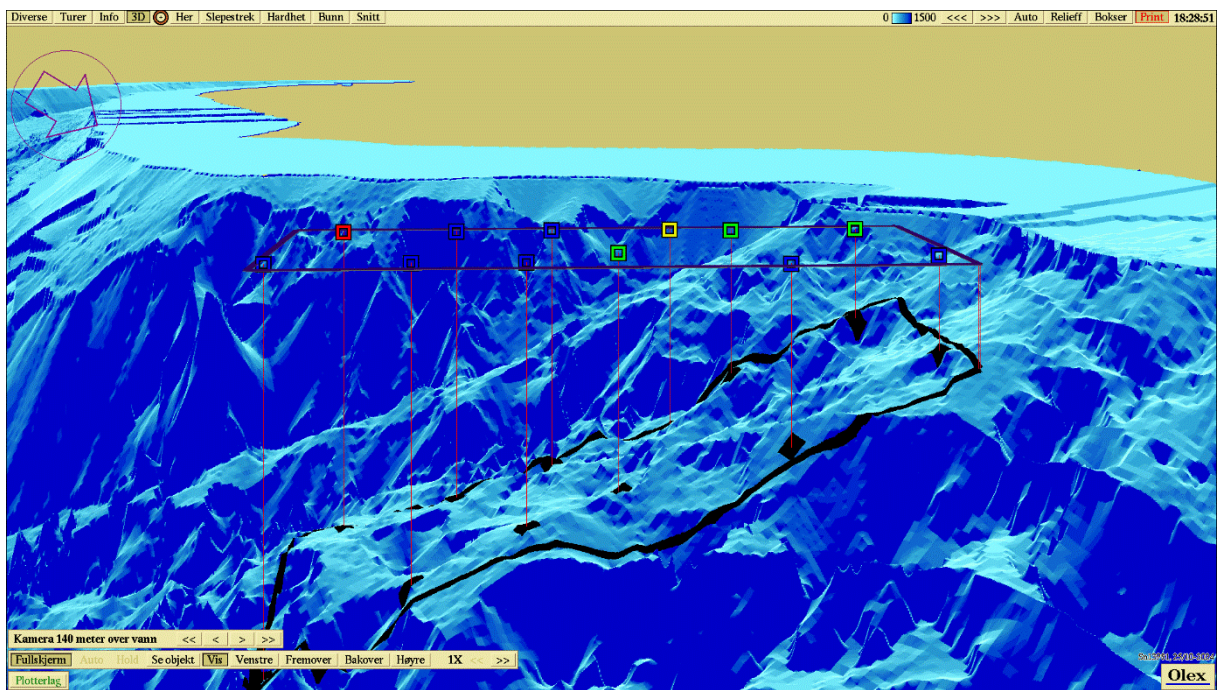 Diverse Turer Info 3D Her Slepestrek Hardhet Bunn Snitt 0 1500 <<< >>> Auto Relieff Bokser Print 18:28:51
Kamera 140 meter over vann << < > >>
Fullskjerm Auto Hold Se objekt Vis Venstre Fremover Bakover Høyre 1X << >>
Plotterlag
Olex